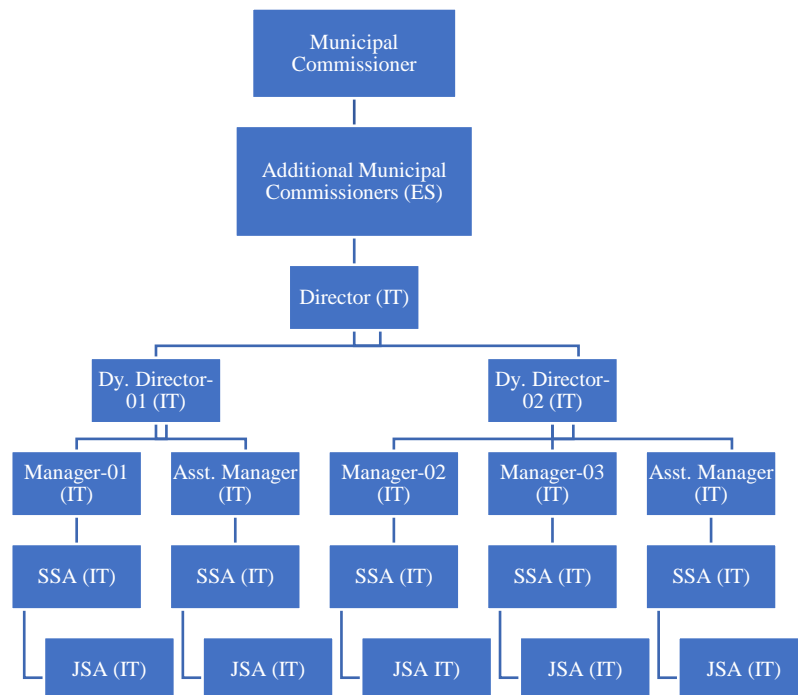 Municipal
Commissioner
Additional Municipal
Commissioners (ES)
Director (IT)
Dy. Director-
01 (IT)
Dy. Director-
02 (IT)
Manager-01
(IT)
Asst. Manager
(IT)
Manager-02
(IT)
Manager-03
(IT)
Asst. Manager
(IT)
SSA (IT)
SSA (IT)
SSA (IT)
SSA (IT)
SSA (IT)
JSA (IT)
JSA (IT)
JSA IT)
JSA (IT)
JSA (IT)